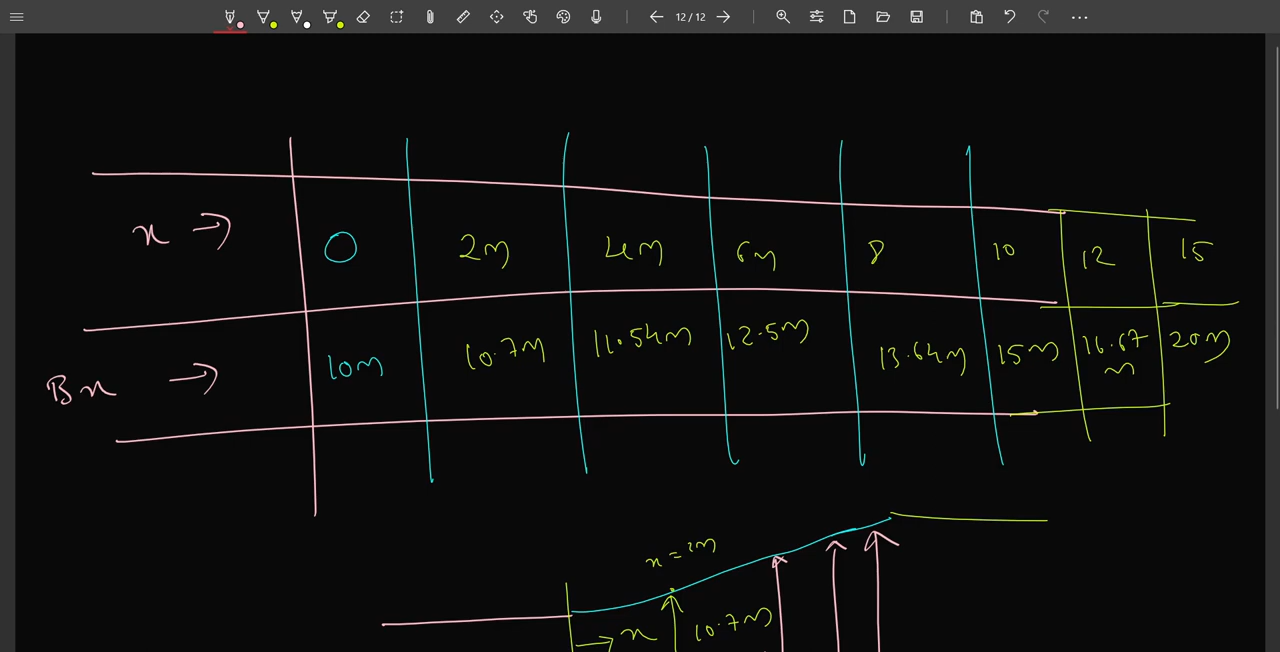 12/12
x → 0 2m 4m 6m 8 10 12 15
Bx → 10m 10.7m 11.54m 12.5m 13.64m 15m 16.67 m 20m
x = 2m
→ x 10.7m